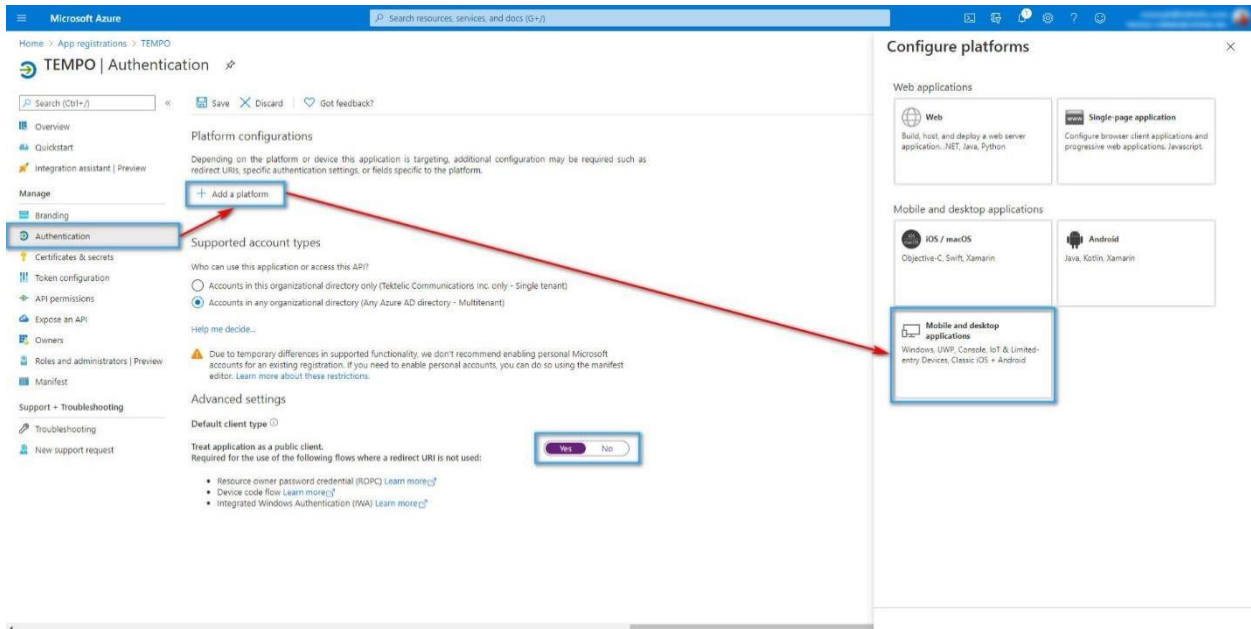 Microsoft Azure
Search resources, services, and docs (G+/)
1
Home > App registrations > TEMPO
TEMPO | Authentication
Search (Ctrl+/)
«
Overview
Quickstart
Integration assistant | Preview
Manage
Branding
Authentication
Certificates & secrets
Token configuration
API permissions
Expose an API
Owners
Roles and administrators | Preview
Manifest
Support + Troubleshooting
Troubleshooting
New support request
Save Discard Got feedback?
Platform configurations
Depending on the platform or device this application is targeting, additional configuration may be required such as
redirect URIs, specific authentication settings, or fields specific to the platform.
+ Add a platform
Supported account types
Who can use this application or access this API?
Accounts in this organizational directory only (Tektelic Communications Inc. only - Single tenant)
Accounts in any organizational directory (Any Azure AD directory - Multitenant)
Help me decide...
Due to temporary differences in supported functionality, we don't recommend enabling personal Microsoft
accounts for an existing registration. If you need to enable personal accounts, you can do so using the manifest
editor. Learn more about these restrictions.
Advanced settings
Default client type
Treat application as a public client.
Required for the use of the following flows where a redirect URI is not used:
Yes No
• Resource owner password credential (ROPC) Learn more
• Device code flow Learn more
• Integrated Windows Authentication (IWA) Learn more
Configure platforms
Web applications
Web
Build, host, and deploy a web server
application. .NET, Java, Python
www Single-page application
Configure browser client applications and
progressive web applications. Javascript.
Mobile and desktop applications
iOS / macOS
Objective-C, Swift, Xamarin
Android
Java, Kotlin, Xamarin
Mobile and desktop
applications
Windows, UWP, Console, IoT & Limited-
entry Devices, Classic iOS + Android